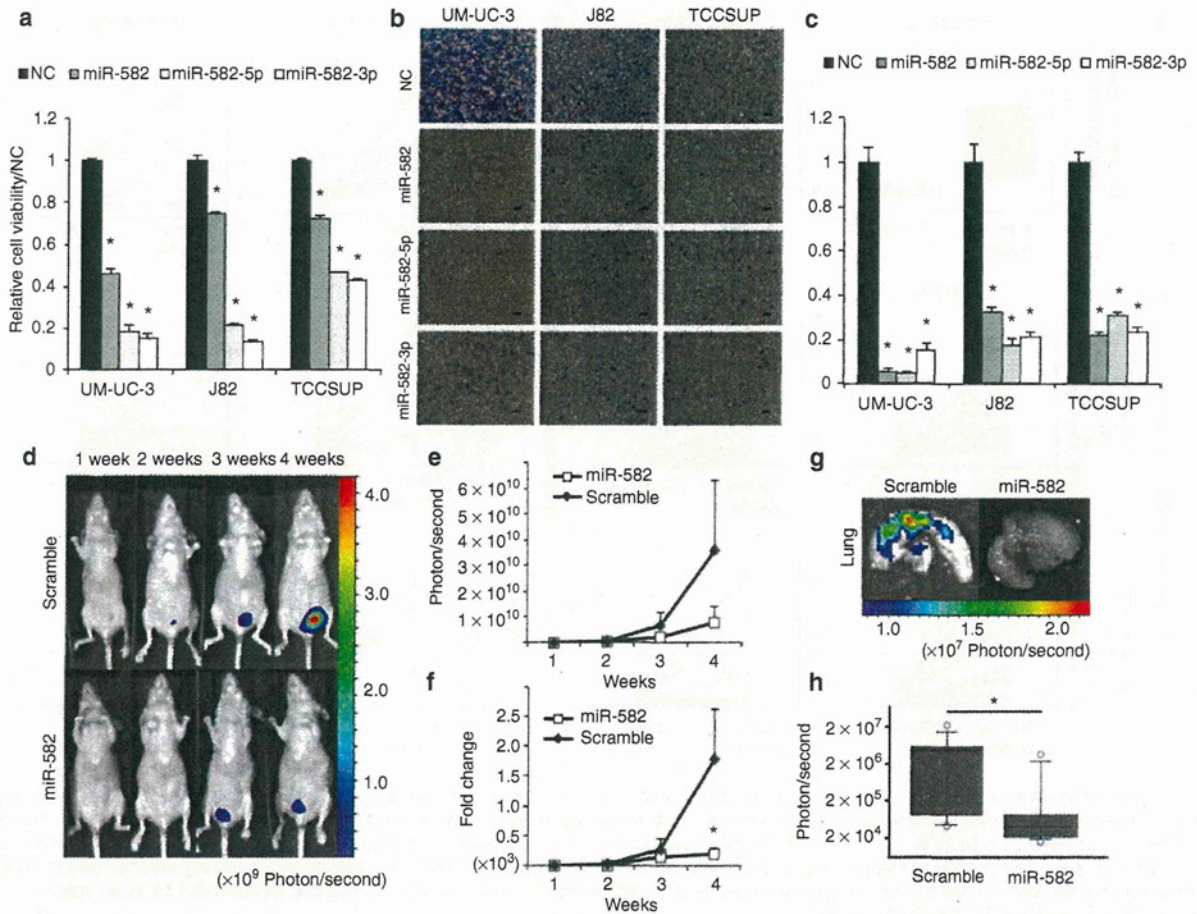 a
NC miR-582 miR-582-5p miR-582-3p
Relative cell viability/NC
1.2
1
0.8
0.6
0.4
0.2
0
* * *
* * *
* * *
UM-UC-3 J82 TCCSUP
b
UM-UC-3 J82 TCCSUP
NC
miR-582
miR-582-5p
miR-582-3p
c
NC miR-582 miR-582-5p miR-582-3p
1.2
1
0.8
0.6
0.4
0.2
0
* * *
* * *
* * *
UM-UC-3 J82 TCCSUP
d
1 week 2 weeks 3 weeks 4 weeks
Scramble
miR-582
4.0
3.0
2.0
1.0
(×10⁹ Photon/second)
e
miR-582
Scramble
Photon/second
6 × 10¹⁰
5 × 10¹⁰
4 × 10¹⁰
3 × 10¹⁰
2 × 10¹⁰
1 × 10¹⁰
1 2 3 4
Weeks
f
miR-582
Scramble
Fold change
2.5
2.0
1.5
1.0
0.5
0
(×10³)
*
1 2 3 4
Weeks
g
Scramble miR-582
Lung
1.0 1.5 2.0
(×10⁷ Photon/second)
h
*
Photon/second
2 × 10⁷
2 × 10⁶
2 × 10⁵
2 × 10⁴
Scramble miR-582